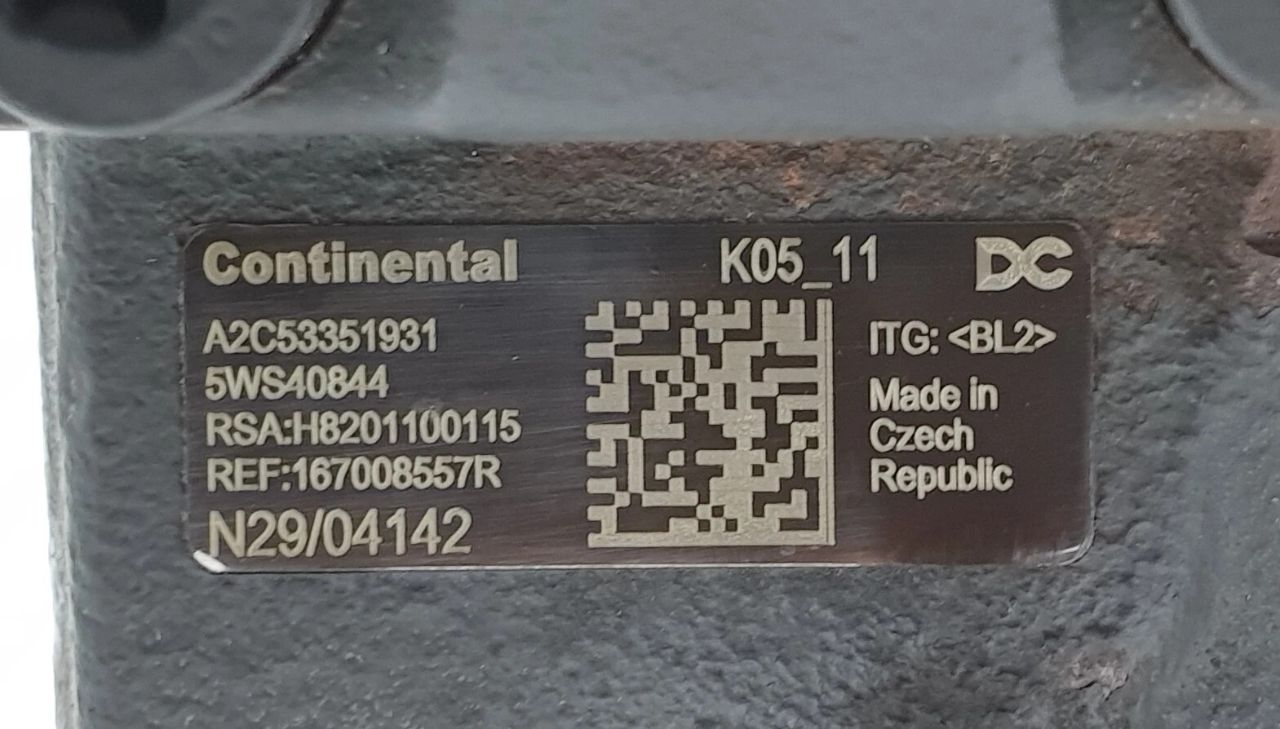 Continental
K05_11
DC
A2C53351931
5WS40844
RSA:H8201100115
REF:167008557R
N29/04142
ITG: <BL2>
Made in
Czech
Republic